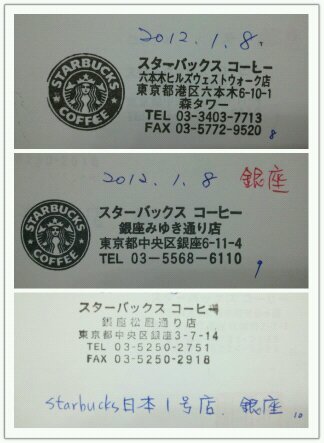 2012.1.8.
STARBUCKS COFFEE
スターバックス コーヒー
六本木ヒルズウェストウォーク店
東京都港区六本木6-10-1
森タワー
TEL 03-3403-7713
FAX 03-5772-9520
8
2012.1.8 銀座
STARBUCKS COFFEE
スターバックス コーヒー
銀座みゆき通り店
東京都中央区銀座6-11-4
TEL 03-5568-6110
9
スターバックス コーヒー
銀座松屋通り店
東京都中央区銀座3-7-14
TEL 03-5250-2751
FAX 03-5250-2918
starbucks日本1号店. 銀座
10